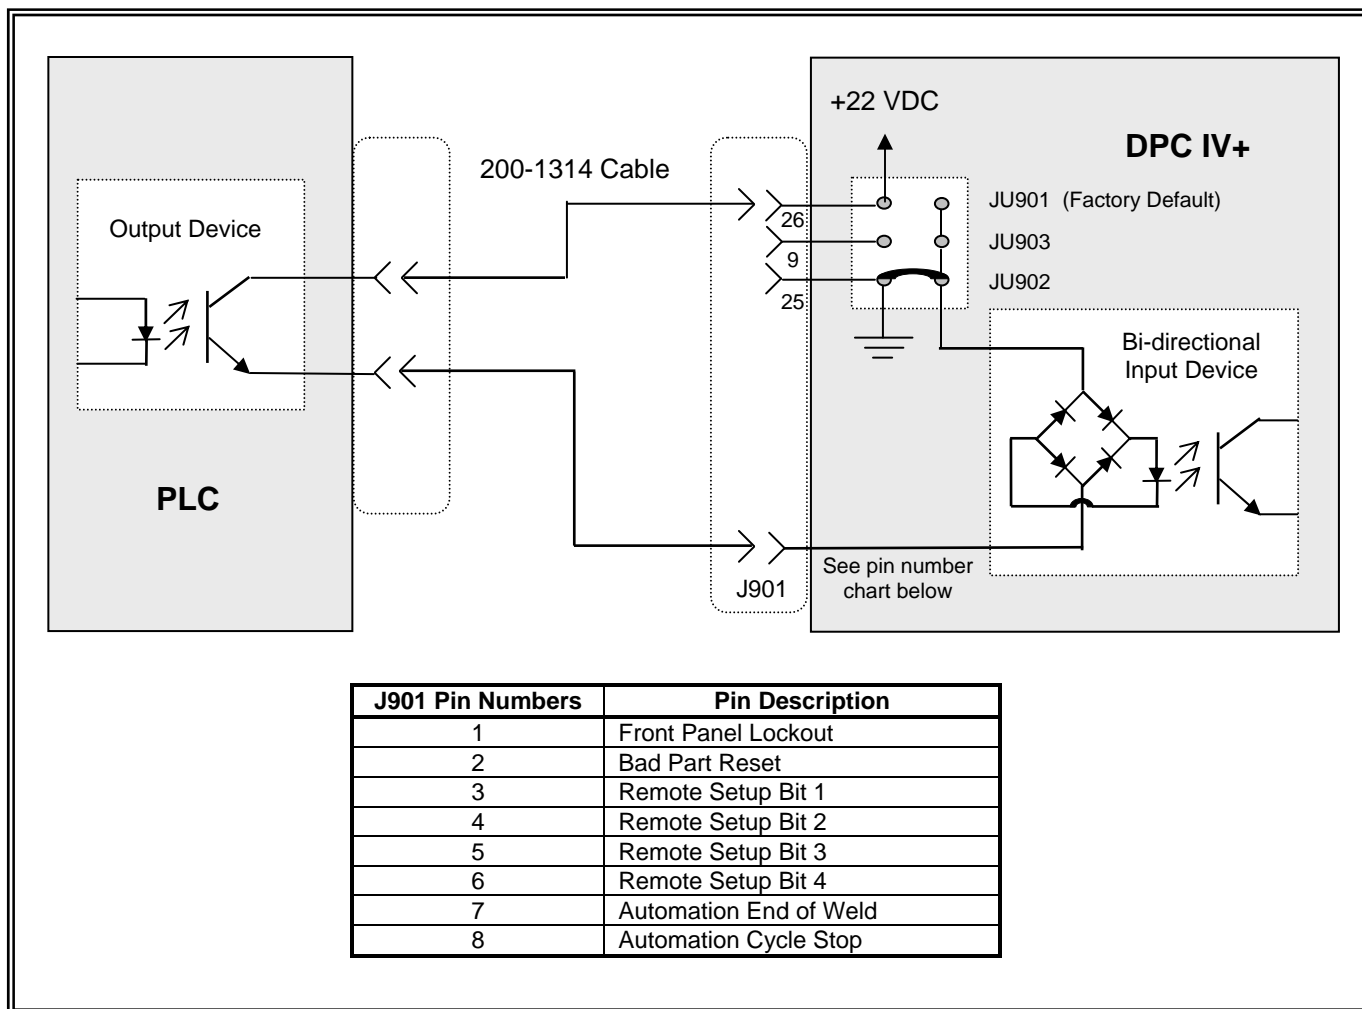 +22 VDC
DPC IV+
200-1314 Cable
JU901 (Factory Default)
26
Output Device
JU903
9
JU902
25
Bi-directional
Input Device
PLC
See pin number
chart below
J901
J901 Pin Numbers Pin Description
1 Front Panel Lockout
2 Bad Part Reset
3 Remote Setup Bit 1
4 Remote Setup Bit 2
5 Remote Setup Bit 3
6 Remote Setup Bit 4
7 Automation End of Weld
8 Automation Cycle Stop